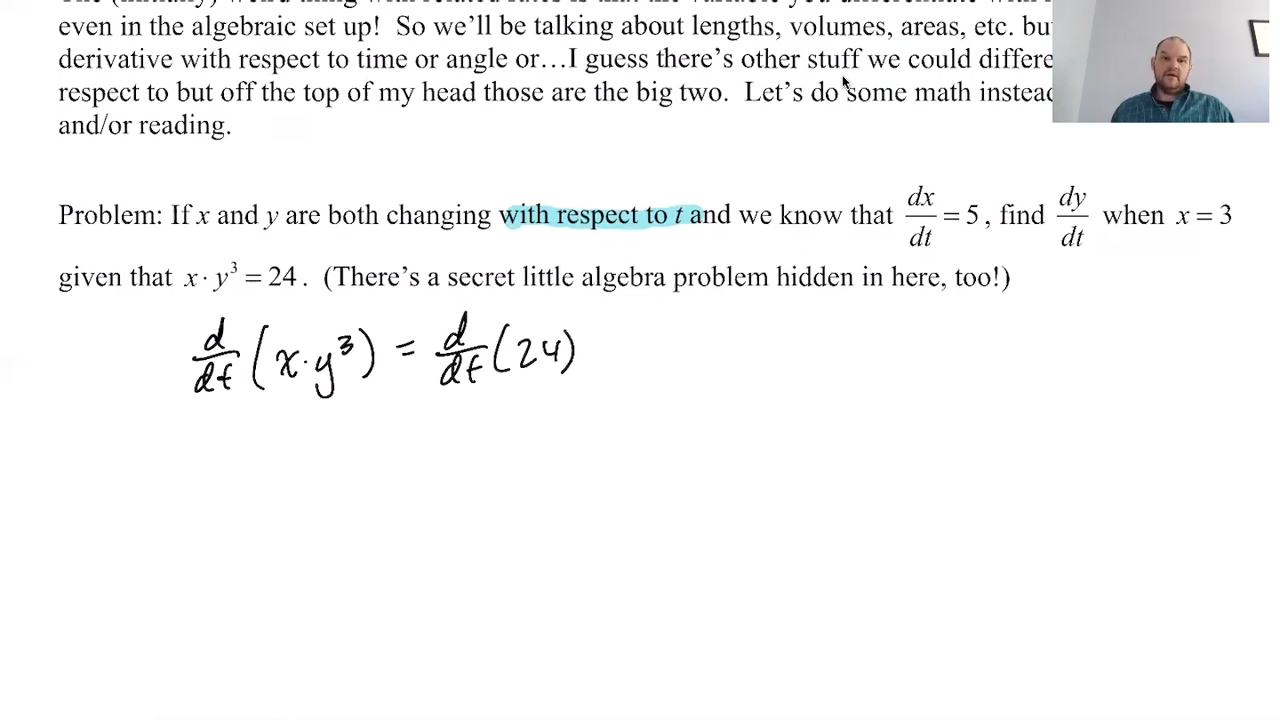 even in the algebraic set up! So we'll be talking about lengths, volumes, areas, etc. bu
derivative with respect to time or angle or…I guess there's other stuff we could differe
respect to but off the top of my head those are the big two. Let's do some math instead
and/or reading.
Problem: If x and y are both changing with respect to t and we know that dx/dt = 5, find dy/dt when x = 3
given that x · y³ = 24. (There's a secret little algebra problem hidden in here, too!)
d/dt (x·y³) = d/dt (24)